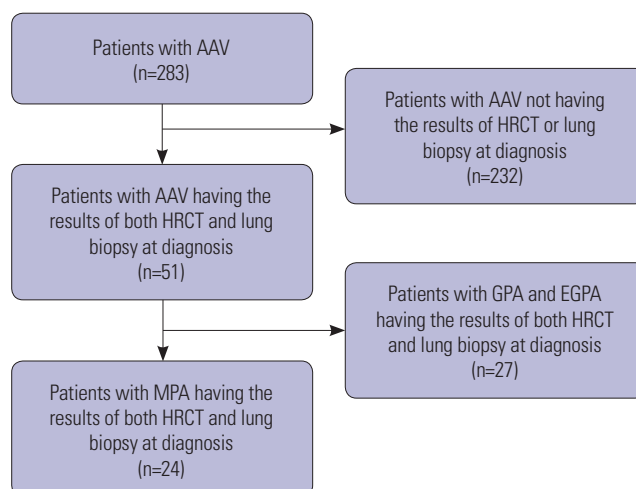 Patients with AAV
(n=283)
Patients with AAV not having
the results of HRCT or lung
biopsy at diagnosis
(n=232)
Patients with AAV having the
results of both HRCT and lung
biopsy at diagnosis
(n=51)
Patients with GPA and EGPA
having the results of both HRCT
and lung biopsy at diagnosis
(n=27)
Patients with MPA having the
results of both HRCT and lung
biopsy at diagnosis
(n=24)